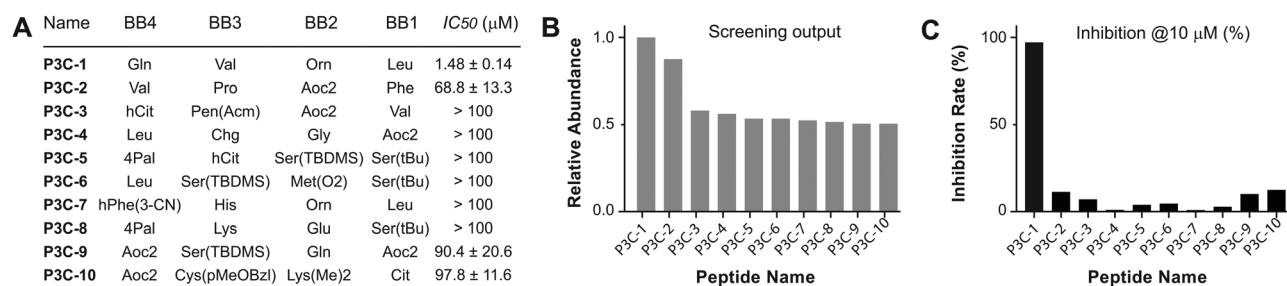 A
Name BB4 BB3 BB2 BB1 IC50 (μM)
P3C-1 Gln Val Orn Leu 1.48 ± 0.14
P3C-2 Val Pro Aoc2 Phe 68.8 ± 13.3
P3C-3 hCit Pen(Acm) Aoc2 Val > 100
P3C-4 Leu Chg Gly Aoc2 > 100
P3C-5 4Pal hCit Ser(TBDMS) Ser(tBu) > 100
P3C-6 Leu Ser(TBDMS) Met(O2) Ser(tBu) > 100
P3C-7 hPhe(3-CN) His Orn Leu > 100
P3C-8 4Pal Lys Glu Ser(tBu) > 100
P3C-9 Aoc2 Ser(TBDMS) Gln Aoc2 90.4 ± 20.6
P3C-10 Aoc2 Cys(pMeOBzl) Lys(Me)2 Cit 97.8 ± 11.6
B
Screening output
Relative Abundance
1.0
0.5
0.0
P3C-1 P3C-2 P3C-3 P3C-4 P3C-5 P3C-6 P3C-7 P3C-8 P3C-9 P3C-10
Peptide Name
C
Inhibition @10 μM (%)
Inhibition Rate (%)
100
50
0
P3C-1 P3C-2 P3C-3 P3C-4 P3C-5 P3C-6 P3C-7 P3C-8 P3C-9 P3C-10
Peptide Name